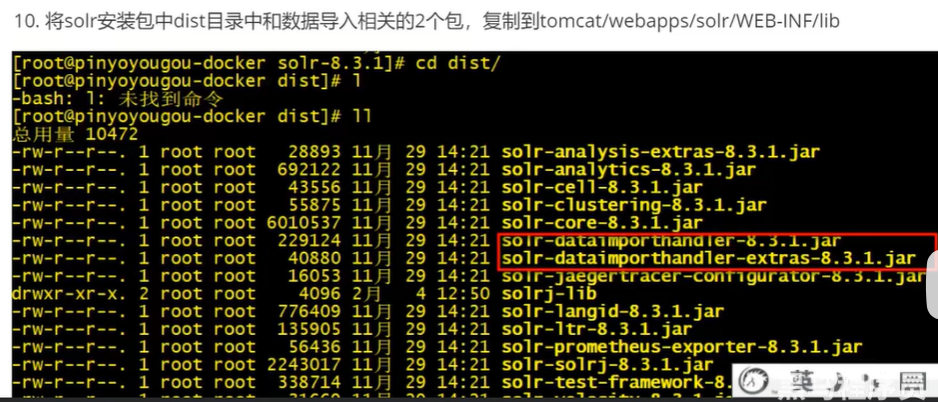 10. 将solr安装包中dist目录中和数据导入相关的2个包，复制到tomcat/webapps/solr/WEB-INF/lib
[root@pinyoyougou-docker solr-8.3.1]# cd dist/
[root@pinyoyougou-docker dist]# l
-bash: l: 未找到命令
[root@pinyoyougou-docker dist]# ll
总用量 10472
-rw-r--r--. 1 root root 28893 11月 29 14:21 solr-analysis-extras-8.3.1.jar
-rw-r--r--. 1 root root 692122 11月 29 14:21 solr-analytics-8.3.1.jar
-rw-r--r--. 1 root root 43556 11月 29 14:21 solr-cell-8.3.1.jar
-rw-r--r--. 1 root root 55875 11月 29 14:21 solr-clustering-8.3.1.jar
-rw-r--r--. 1 root root 6010537 11月 29 14:21 solr-core-8.3.1.jar
-rw-r--r--. 1 root root 229124 11月 29 14:21 solr-dataimporthandler-8.3.1.jar
-rw-r--r--. 1 root root 40880 11月 29 14:21 solr-dataimporthandler-extras-8.3.1.jar
-rw-r--r--. 1 root root 16053 11月 29 14:21 solr-jaegertracer-configurator-8.3.1.jar
drwxr-xr-x. 2 root root 4096 2月 4 12:50 solrj-lib
-rw-r--r--. 1 root root 776409 11月 29 14:21 solr-langid-8.3.1.jar
-rw-r--r--. 1 root root 135905 11月 29 14:21 solr-ltr-8.3.1.jar
-rw-r--r--. 1 root root 56436 11月 29 14:21 solr-prometheus-exporter-8.3.1.jar
-rw-r--r--. 1 root root 2243017 11月 29 14:21 solr-solrj-8.3.1.jar
-rw-r--r--. 1 root root 338714 11月 29 14:21 solr-test-framework-8.
英